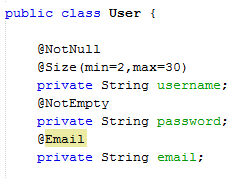 public class User {
@NotNull
@Size(min=2,max=30)
private String username;
@NotEmpty
private String password;
@Email
private String email;